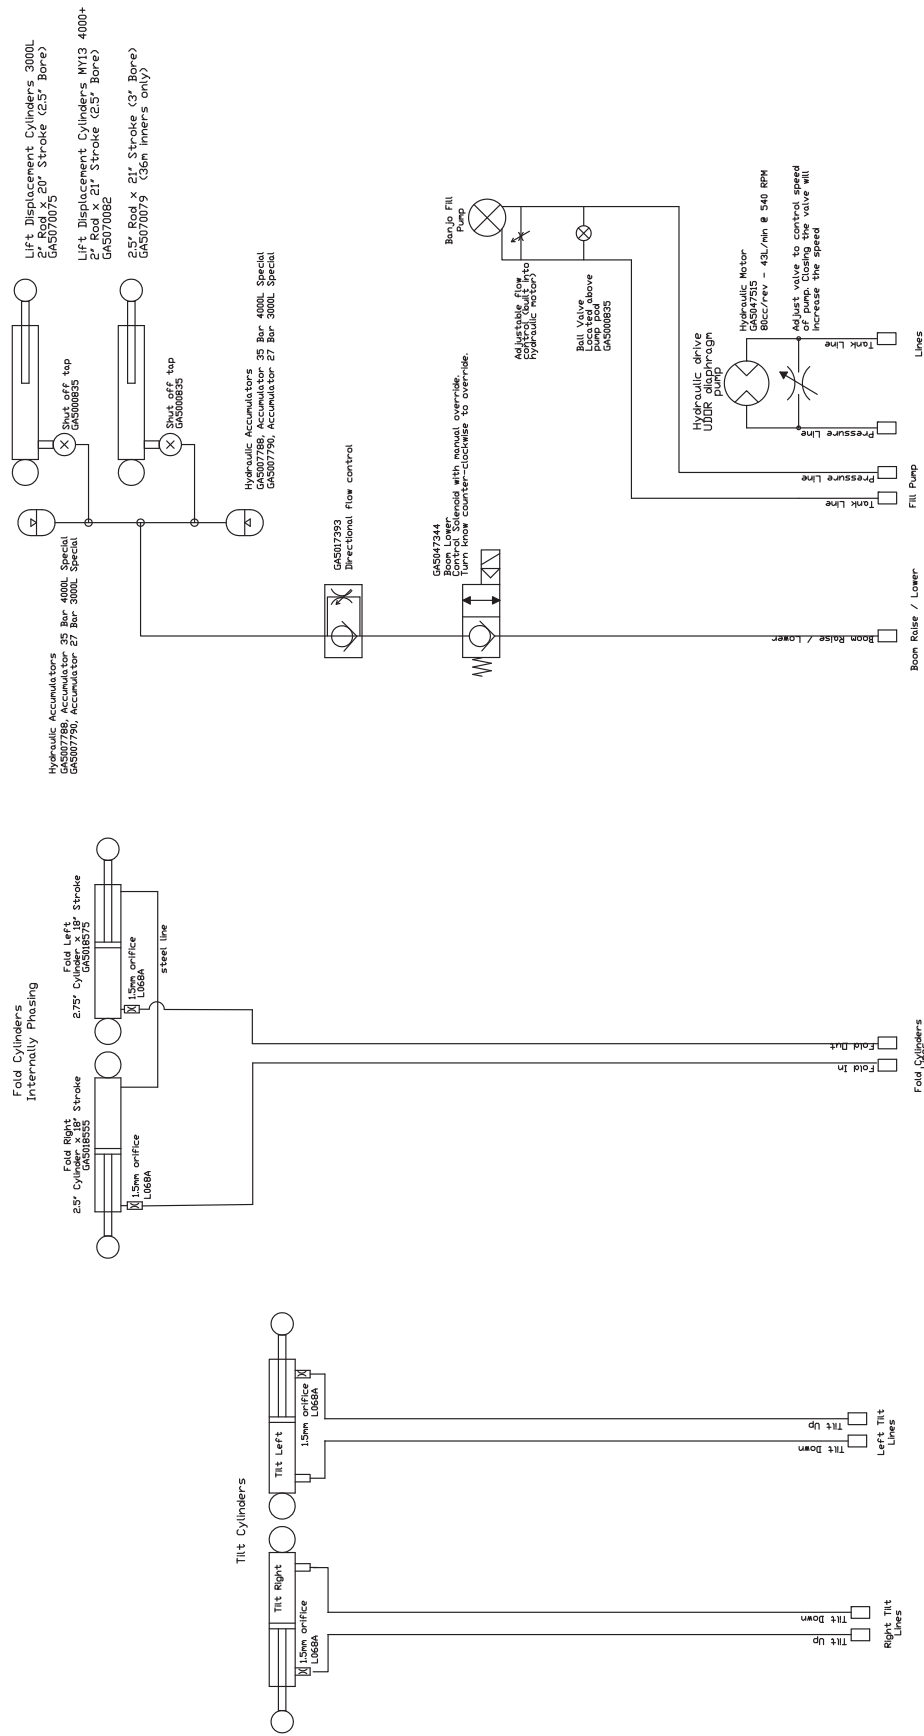 Tilt Cylinders
Tilt Right
Tilt Left
1.5mm orifice
L068A
1.5mm orifice
L068A
Tilt Up
Tilt Down
Tilt Down
Tilt Up
Right Tilt
Lines
Left Tilt
Lines
Fold Cylinders
Internally Phasing
Fold Right
2.5" Cylinder x 18" Stroke
GA5018555
Fold Left
2.75" Cylinder x 18" Stroke
GA5018575
1.5mm orifice
L068A
1.5mm orifice
L068A
steel line
Fold In
Fold Out
Fold Cylinders
Hydraulic Accumulators
GA5007788, Accumulator 35 Bar 4000L Special
GA5007790, Accumulator 27 Bar 3000L Special
Lift Displacement Cylinders 3000L
2" Rod x 20" Stroke (2.5" Bore)
GA5070075
Lift Displacement Cylinders MY13 4000+
2" Rod x 21" Stroke (2.5" Bore)
GA5070082
2.5" Rod x 21" Stroke (3" Bore)
GA5070079 (36m inners only)
Shut off tap
GA5000835
Shut off tap
GA5000835
Hydraulic Accumulators
GA5007788, Accumulator 35 Bar 4000L Special
GA5007790, Accumulator 27 Bar 3000L Special
GA5017393
Directional flow control
GA5047344
Boom Lower
Control Solenoid with manual override.
Turn know counter-clockwise to override.
Boom Raise / Lower
Boom Raise / Lower
Banjo Fill
Pump
Adjustable flow
control (built into
hydraulic motor)
Ball Valve
Located above
pump pod
GA5000835
Tank Line
Pressure Line
Fill Pump
Hydraulic drive
UDOR diaphragm
pump
Hydraulic Motor
GA5047515
80cc/rev - 43L/min @ 540 RPM
Adjust valve to control speed
of pump. Closing the valve will
increase the speed
Pressure Line
Tank Line
Lines